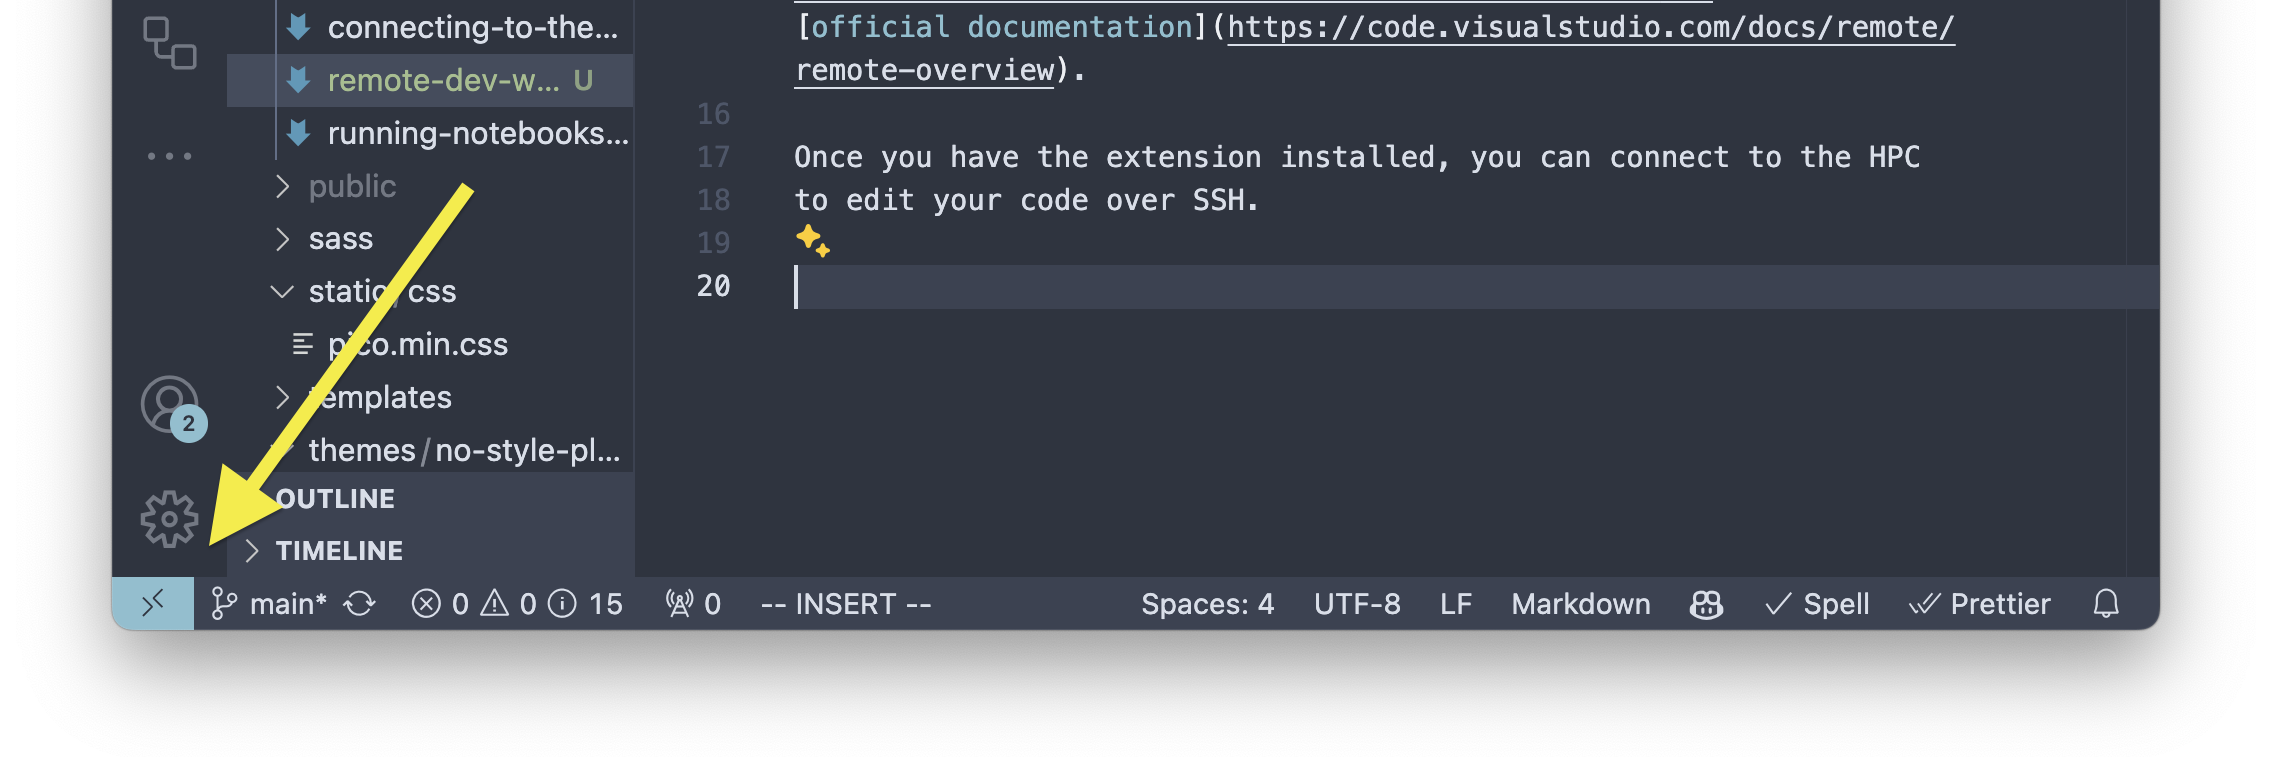 connecting-to-the...
remote-dev-w... U
running-notebooks...
public
sass
static/css
pico.min.css
templates
themes/no-style-pl...
OUTLINE
TIMELINE
2
[official documentation](https://code.visualstudio.com/docs/remote/
remote-overview).
16
17 Once you have the extension installed, you can connect to the HPC
18 to edit your code over SSH.
19
20
main* 0 0 15 0 -- INSERT -- Spaces: 4 UTF-8 LF Markdown Spell Prettier